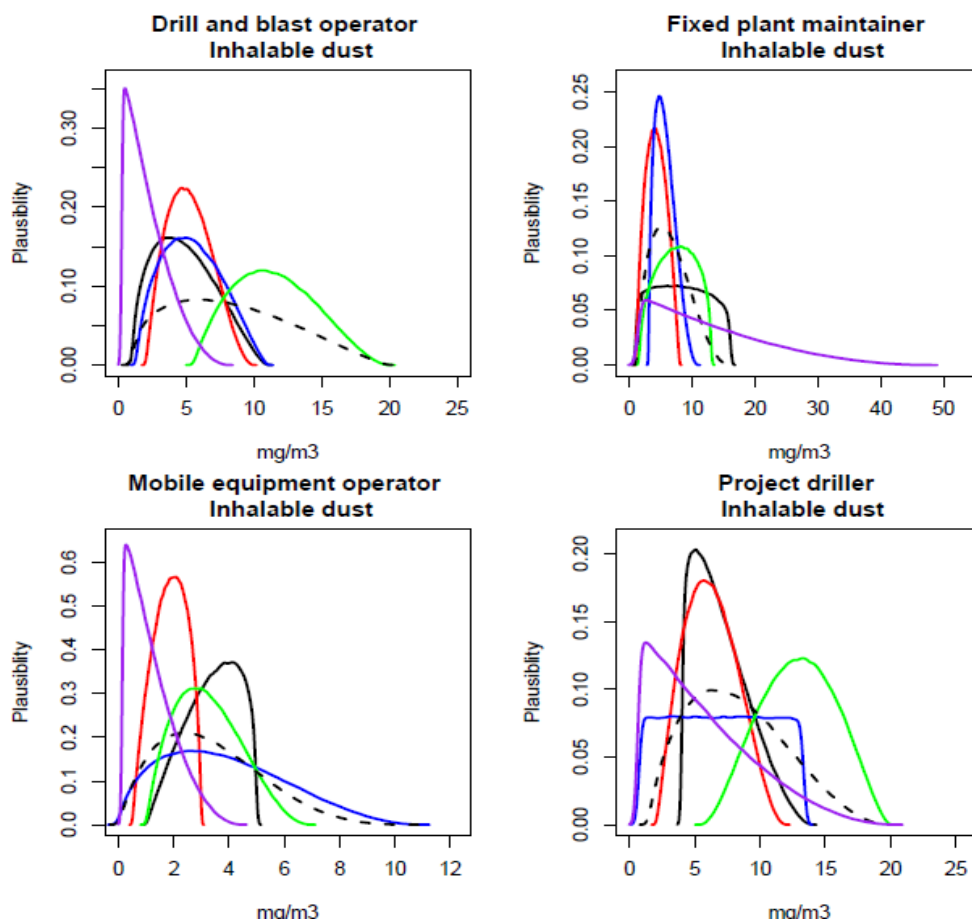 Drill and blast operator
Inhalable dust
Plausiblity
0.00
0.10
0.20
0.30
0 5 10 15 20 25
mg/m3
Fixed plant maintainer
Inhalable dust
Plausiblity
0.00
0.05
0.10
0.15
0.20
0.25
0 10 20 30 40 50
mg/m3
Mobile equipment operator
Inhalable dust
Plausiblity
0.0
0.1
0.2
0.3
0.4
0.5
0.6
0 2 4 6 8 10 12
mg/m3
Project driller
Inhalable dust
Plausiblity
0.00
0.05
0.10
0.15
0.20
0 5 10 15 20 25
mg/m3